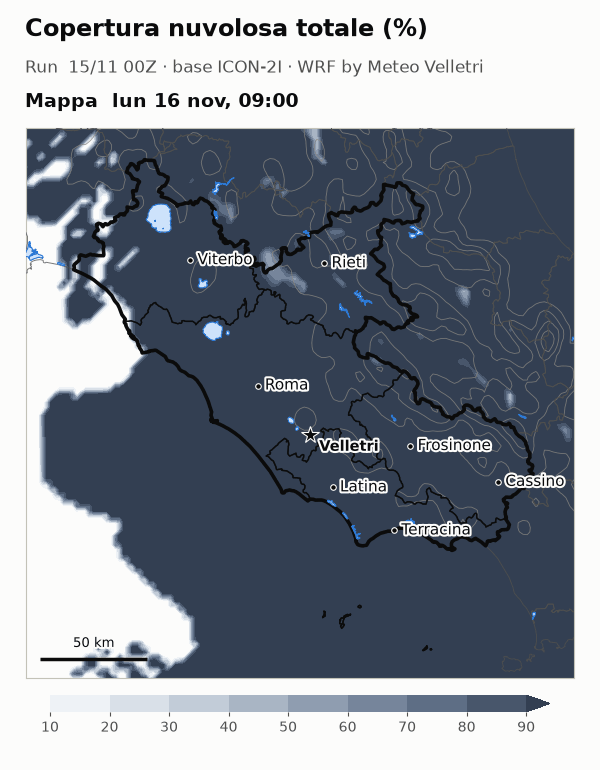 Copertura nuvolosa totale (%)
Run 15/11 00Z · base ICON-2I · WRF by Meteo Velletri
Mappa lun 16 nov, 09:00
Viterbo
Rieti
Roma
Velletri
Frosinone
Cassino
Latina
Terracina
50 km
10 20 30 40 50 60 70 80 90